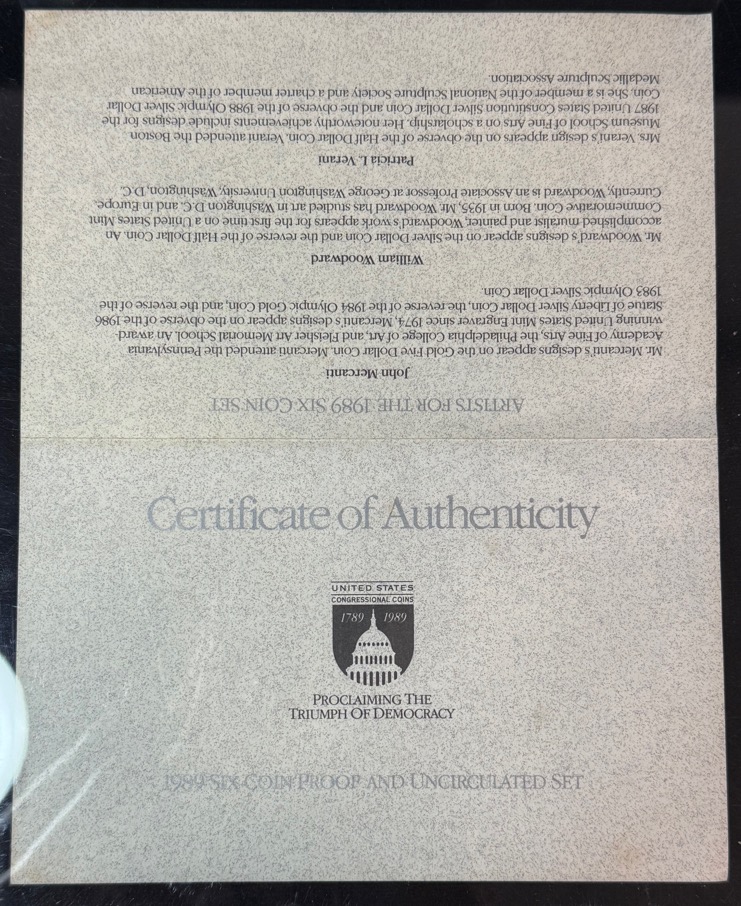 Certificate of Authenticity
UNITED STATES
CONGRESSIONAL COINS
1789 1989
PROCLAIMING THE
TRIUMPH OF DEMOCRACY
1989 SIX COIN PROOF AND UNCIRCULATED SET
ARTISTS FOR THE 1989 SIX COIN SET
John Mercanti
Mr. Mercanti's designs appear on the Gold Five Dollar Coin. Mercanti attended the Pennsylvania
Academy of Fine Arts, the Philadelphia College of Art, and Fleisher Art Memorial School. An award-
winning United States Mint Engraver since 1974, Mercanti's designs appear on the obverse of the 1986
Statue of Liberty Silver Dollar Coin, the reverse of the 1984 Olympic Gold Coin, and the reverse of the
1983 Olympic Silver Dollar Coin.
William Woodward
Mr. Woodward's designs appear on the Silver Dollar Coin and the reverse of the Half Dollar Coin. An
accomplished muralist and painter, Woodward's work appears for the first time on a United States Mint
Commemorative Coin. Born in 1935, Mr. Woodward has studied art in Washington D.C. and in Europe.
Currently, Woodward is an Associate Professor at George Washington University, Washington, D.C.
Patricia L. Verani
Mrs. Verani's design appears on the obverse of the Half Dollar Coin. Verani attended the Boston
Museum School of Fine Arts on a scholarship. Her noteworthy achievements include designs for the
1987 United States Constitution Silver Dollar Coin and the obverse of the 1988 Olympic Silver Dollar
Coin. She is a member of the National Sculpture Society and a charter member of the American
Medallic Sculpture Association.